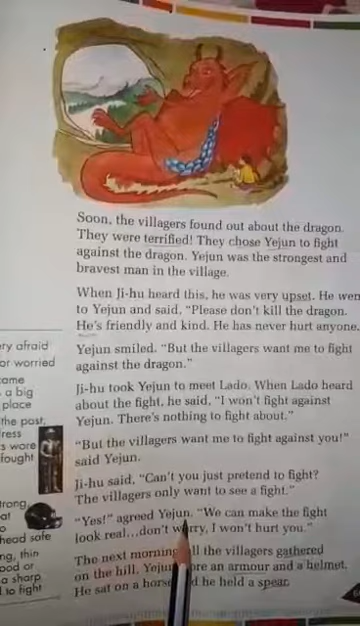 Soon, the villagers found out about the dragon.
They were terrified! They chose Yejun to fight
against the dragon. Yejun was the strongest and
bravest man in the village.
When Ji-hu heard this, he was very upset. He wen
to Yejun and said, "Please don't kill the dragon.
He's friendly and kind. He has never hurt anyone.
Yejun smiled. "But the villagers want me to fight
against the dragon."
Ji-hu took Yejun to meet Lado. When Lado heard
about the fight, he said, "I won't fight against
Yejun. There's nothing to fight about."
"But the villagers want me to fight against you!"
said Yejun.
Ji-hu said, "Can't you just pretend to fight?
The villagers only want to see a fight."
"Yes!" agreed Yejun. "We can make the fight
look real...don't w rry, I won't hurt you."
The next morning ll the villagers gathered
on the hill. Yejun ore an armour and a helmet.
He sat on a horse d he held a spear.
ry afraid
or worried
ame
a big
place
the past,
ress
s wore
fought
trong
at
o
head safe
ng, thin
ood or
a sharp
l to fight